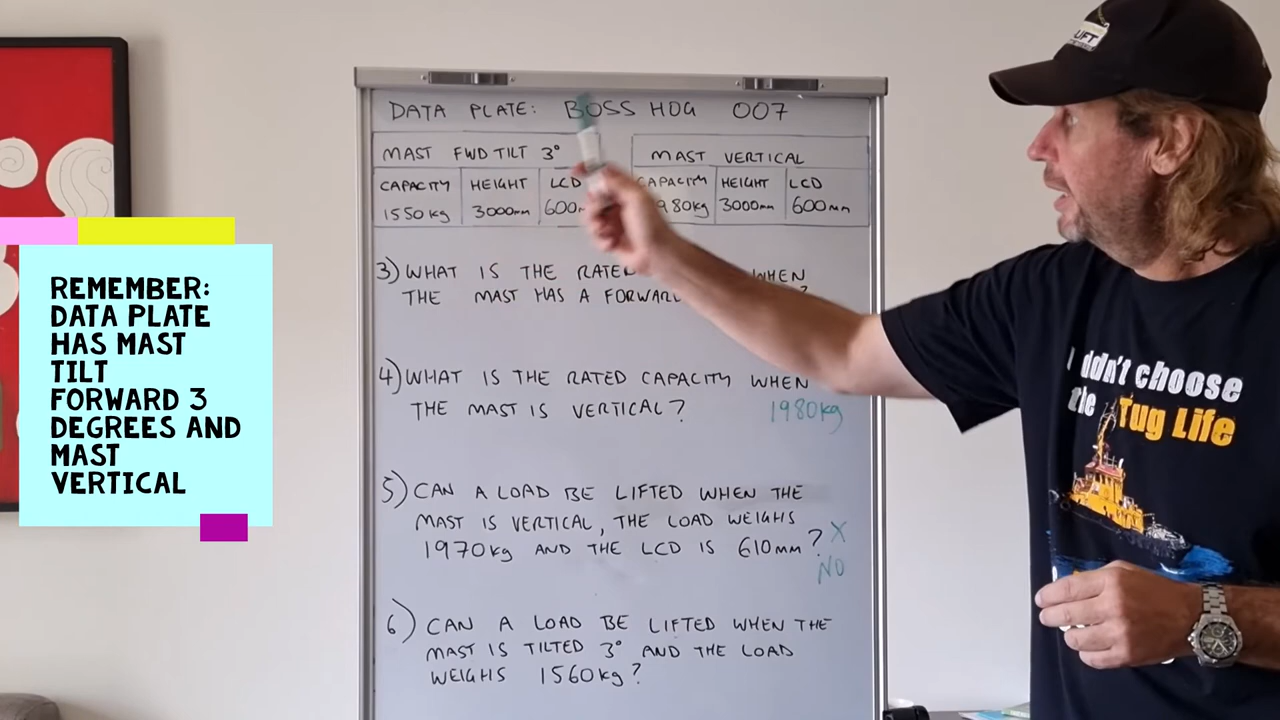 DATA PLATE: BOSS HOG 007
MAST FWD TILT 3°
MAST VERTICAL
CAPACITY HEIGHT LCD
CAPACITY HEIGHT LCD
1550kg 3000mm 600m
980kg 3000mm 600mm
3) WHAT IS THE RATED WHEN
THE MAST HAS A FORWARD ?
4) WHAT IS THE RATED CAPACITY WHEN
THE MAST IS VERTICAL? 1980kg
5) CAN A LOAD BE LIFTED WHEN THE
MAST IS VERTICAL, THE LOAD WEIGHS
1970kg AND THE LCD IS 610mm? X
NO
6) CAN A LOAD BE LIFTED WHEN THE
MAST IS TILTED 3° AND THE LOAD
WEIGHS 1560kg?
REMEMBER:
DATA PLATE
HAS MAST
TILT
FORWARD 3
DEGREES AND
MAST
VERTICAL
I didn't choose
the Tug Life